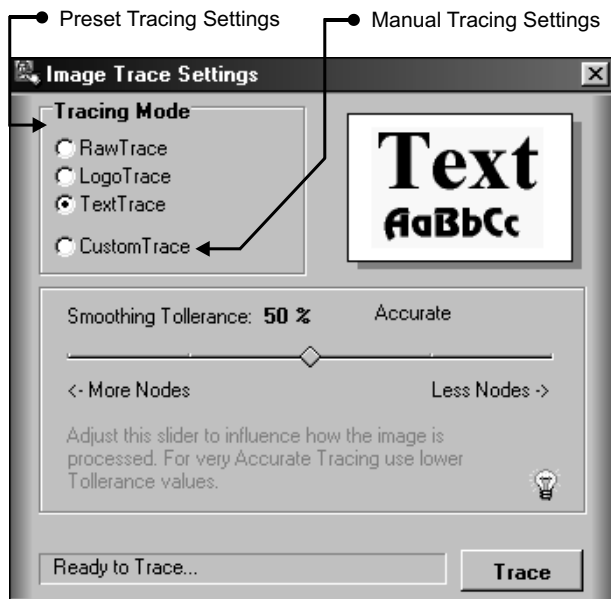 Preset Tracing Settings
Manual Tracing Settings
Image Trace Settings
Tracing Mode
RawTrace
LogoTrace
TextTrace
CustomTrace
Text
AaBbCc
Smoothing Tollerance: 50 % Accurate
<- More Nodes Less Nodes ->
Adjust this slider to influence how the image is
processed. For very Accurate Tracing use lower
Tollerance values.
Ready to Trace...
Trace